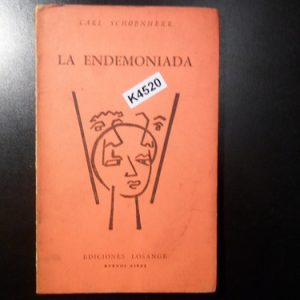 CARL SCHOENHERR
LA ENDEMONIADA
K4520
EDICIONES LOSANGE
BUENOS AIRES